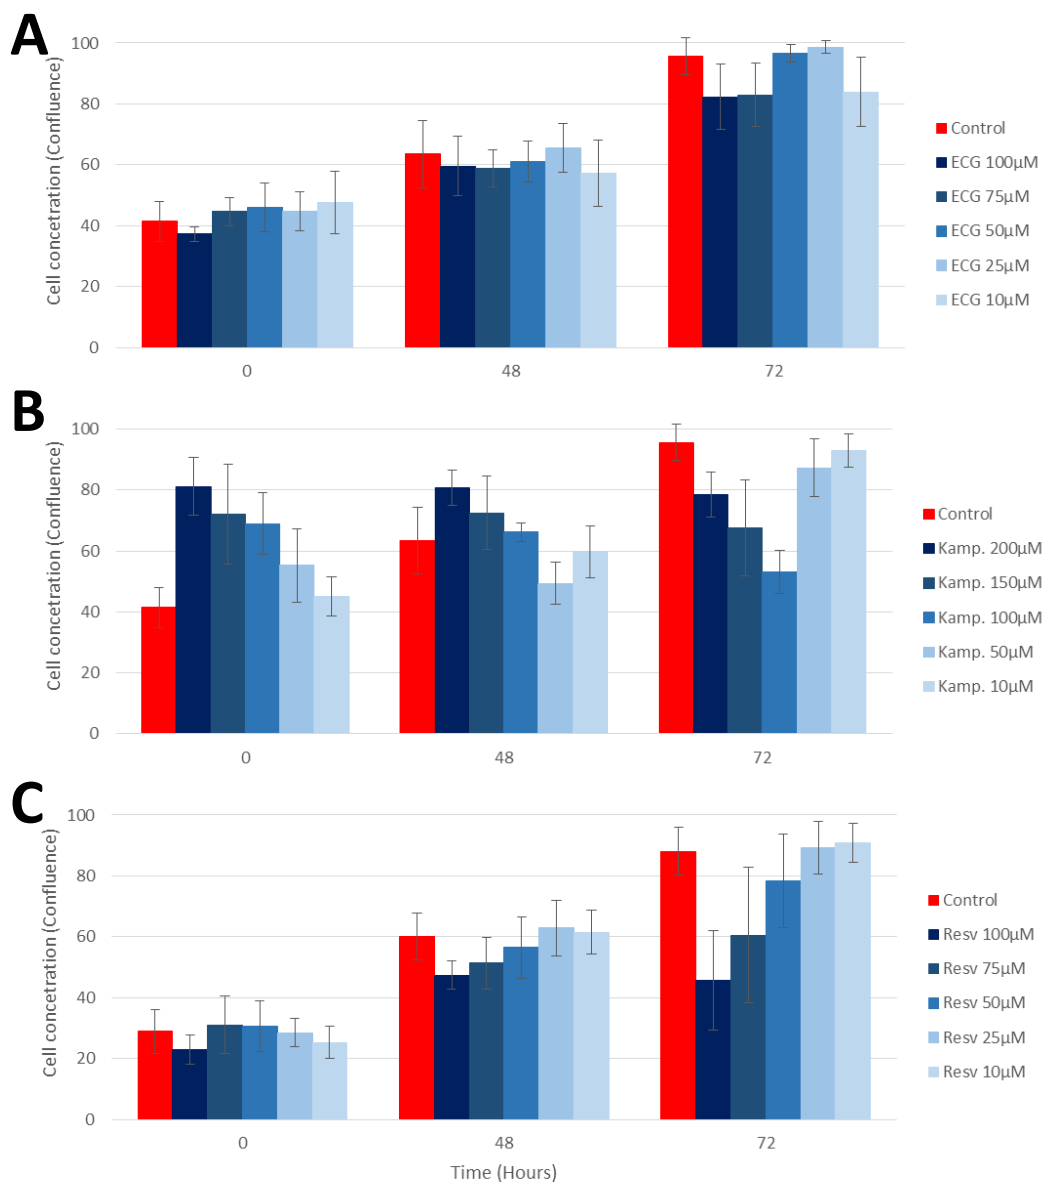 A
Cell concetration (Confluence)
100
80
60
40
20
0
0
48
72
Control
ECG 100µM
ECG 75µM
ECG 50µM
ECG 25µM
ECG 10µM
B
Cell concetration (Confluence)
100
80
60
40
20
0
0
48
72
Control
Kamp. 200µM
Kamp. 150µM
Kamp. 100µM
Kamp. 50µM
Kamp. 10µM
C
Cell concetration (Confluence)
100
80
60
40
20
0
0
48
72
Time (Hours)
Control
Resv 100µM
Resv 75µM
Resv 50µM
Resv 25µM
Resv 10µM